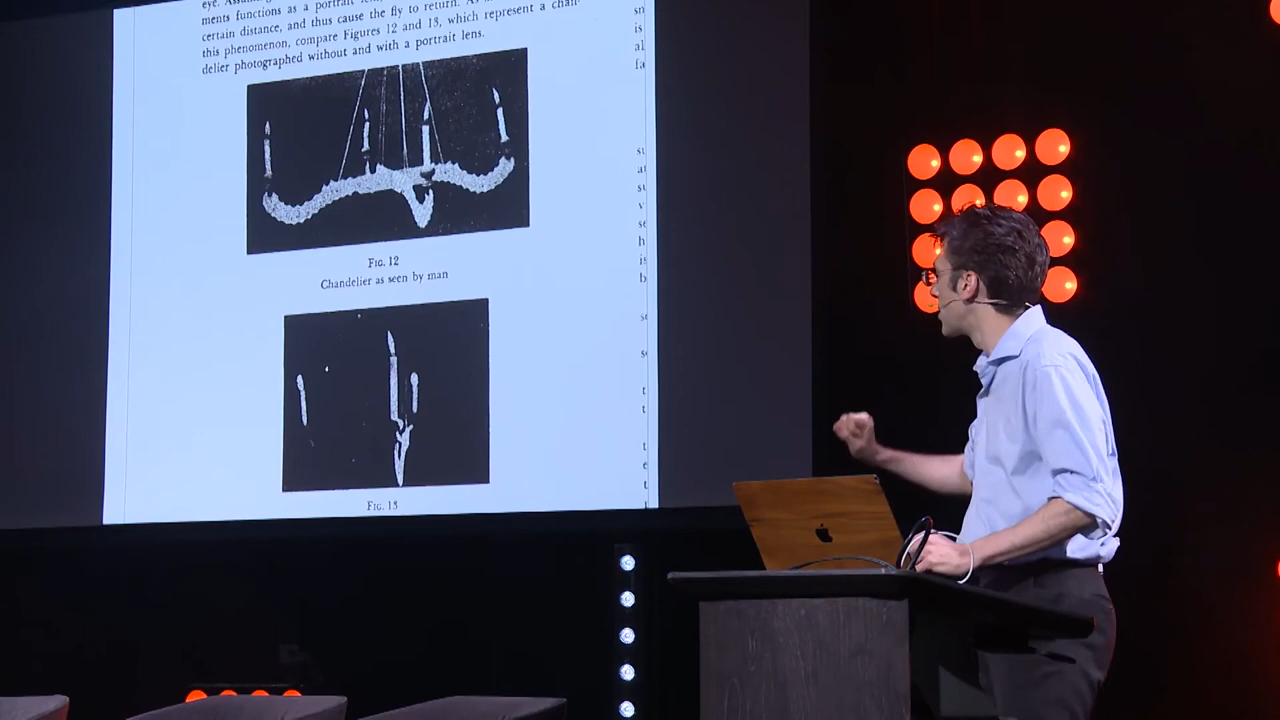 eye.
ments functions as a portrait
certain distance, and thus cause the fly to return.
this phenomenon, compare Figures 12 and 13, which represent a chan-
delier photographed without and with a portrait lens.
FIG. 12
Chandelier as seen by man
FIG. 13